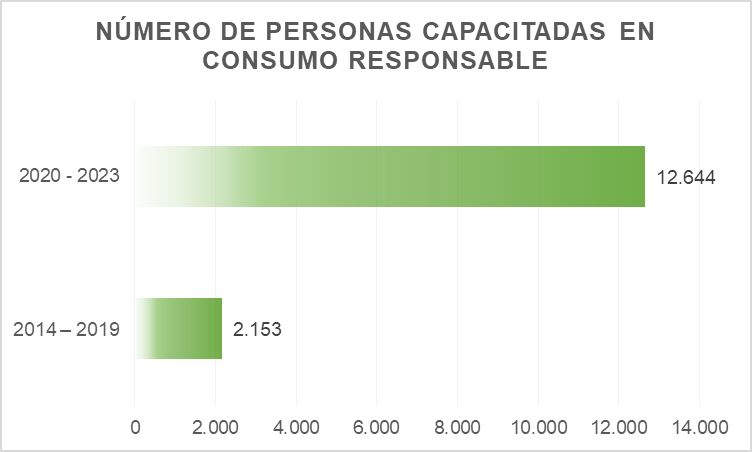 NÚMERO DE PERSONAS CAPACITADAS EN
CONSUMO RESPONSABLE
2020 - 2023
12.644
2014 – 2019
2.153
0 2.000 4.000 6.000 8.000 10.000 12.000 14.000